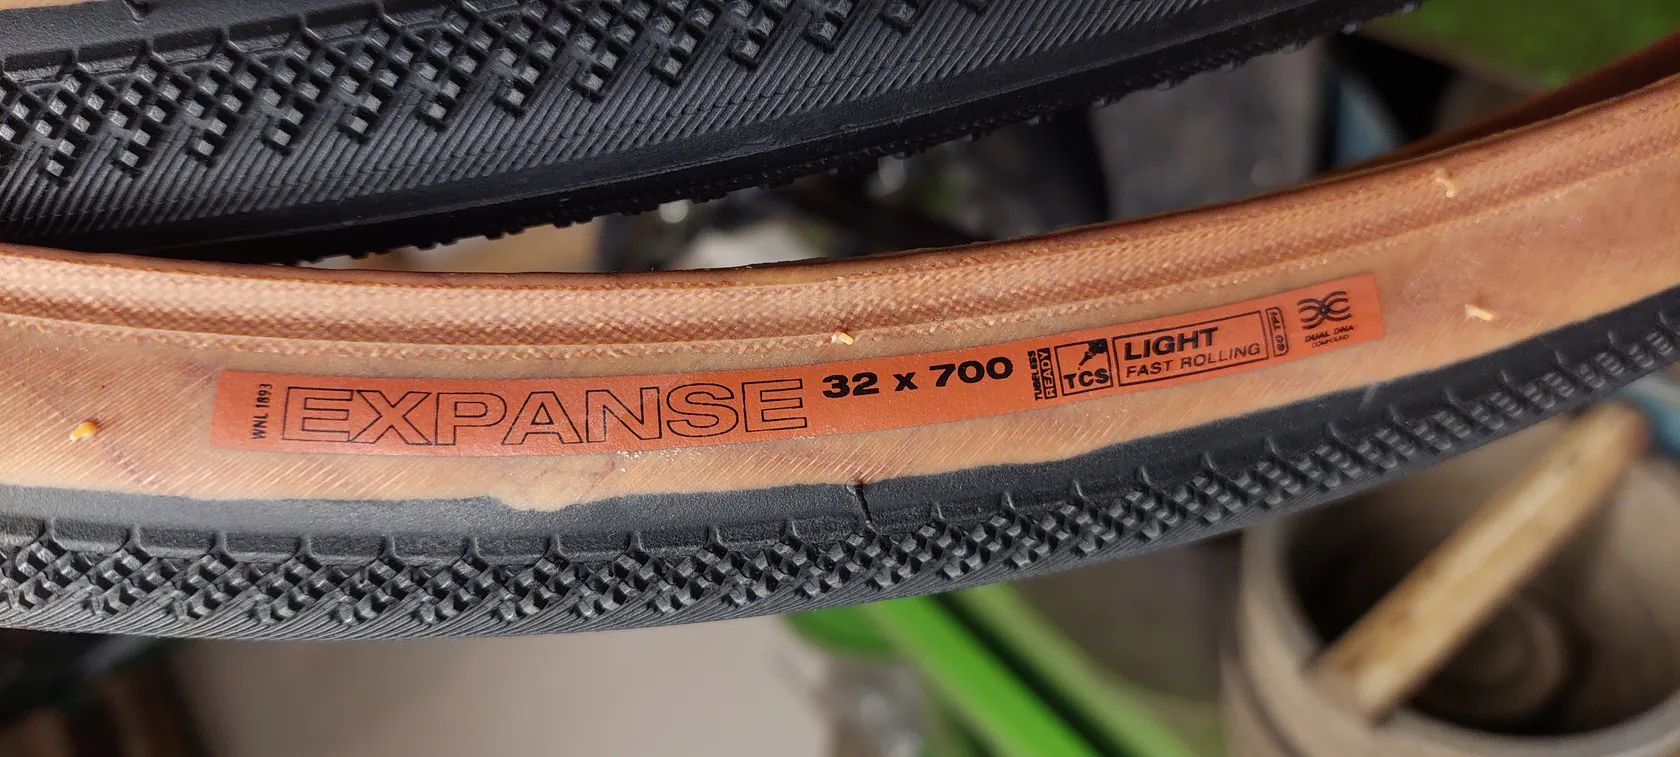 WNL 1893
EXPANSE 32 x 700
TUBELESS
READY
TCS
LIGHT
FAST ROLLING
60 TPI
DUAL DNA
COMPOUND